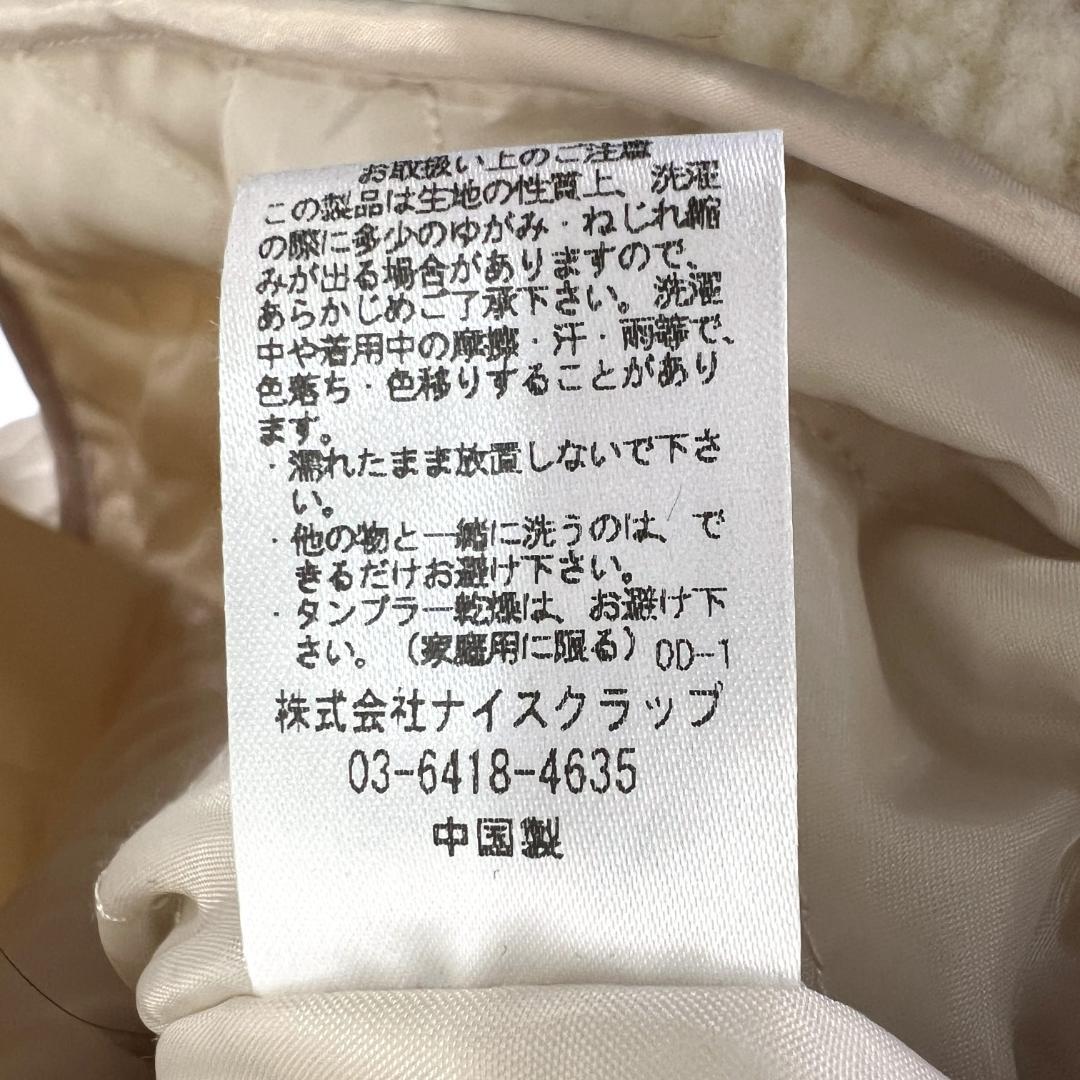 お取扱い上のご注意
この製品は生地の性質上、洗濯
の際に多少のゆがみ・ねじれ縮
みが出る場合がありますので、
あらかじめご了承下さい。洗濯
中や着用中の摩擦・汗・雨等で、
色落ち・色移りすることがあり
ます。
・濡れたまま放置しないで下さ
い。
・他の物と一緒に洗うのは、で
きるだけお避け下さい。
・タンブラー乾燥は、お避け下
さい。（家庭用に限る）OD-1
株式会社ナイスクラップ
03-6418-4635
中国製